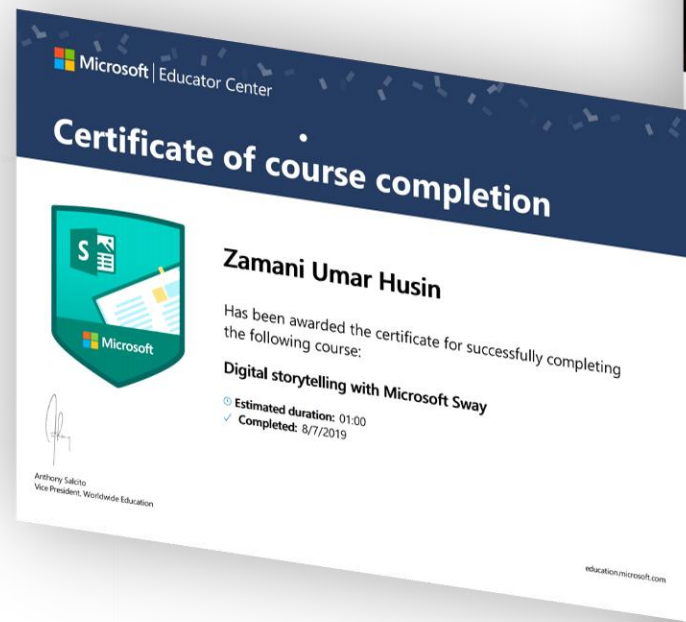 Microsoft | Educator Center
Certificate of course completion
S
Microsoft
Zamani Umar Husin
Has been awarded the certificate for successfully completing
the following course:
Digital storytelling with Microsoft Sway
Estimated duration: 01:00
Completed: 8/7/2019
Anthony Salcito
Vice President, Worldwide Education
education.microsoft.com